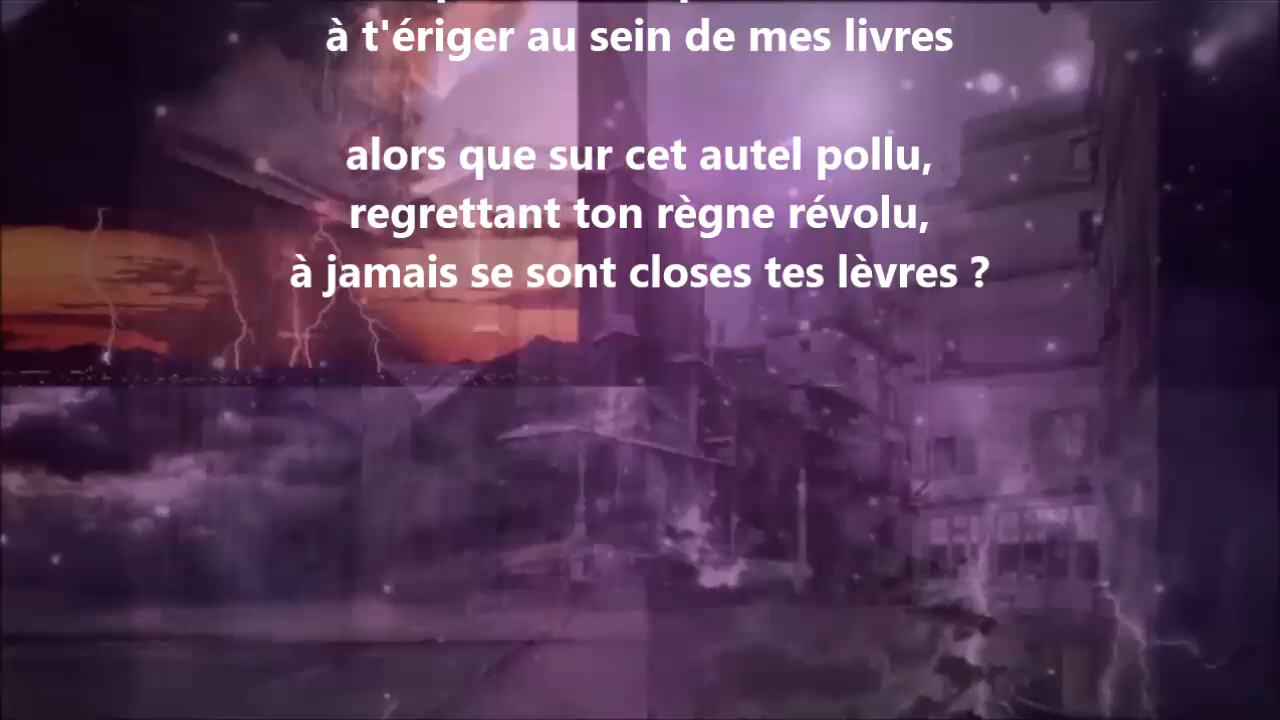 à t'ériger au sein de mes livres
alors que sur cet autel pollu,
regrettant ton règne révolu,
à jamais se sont closes tes lèvres ?